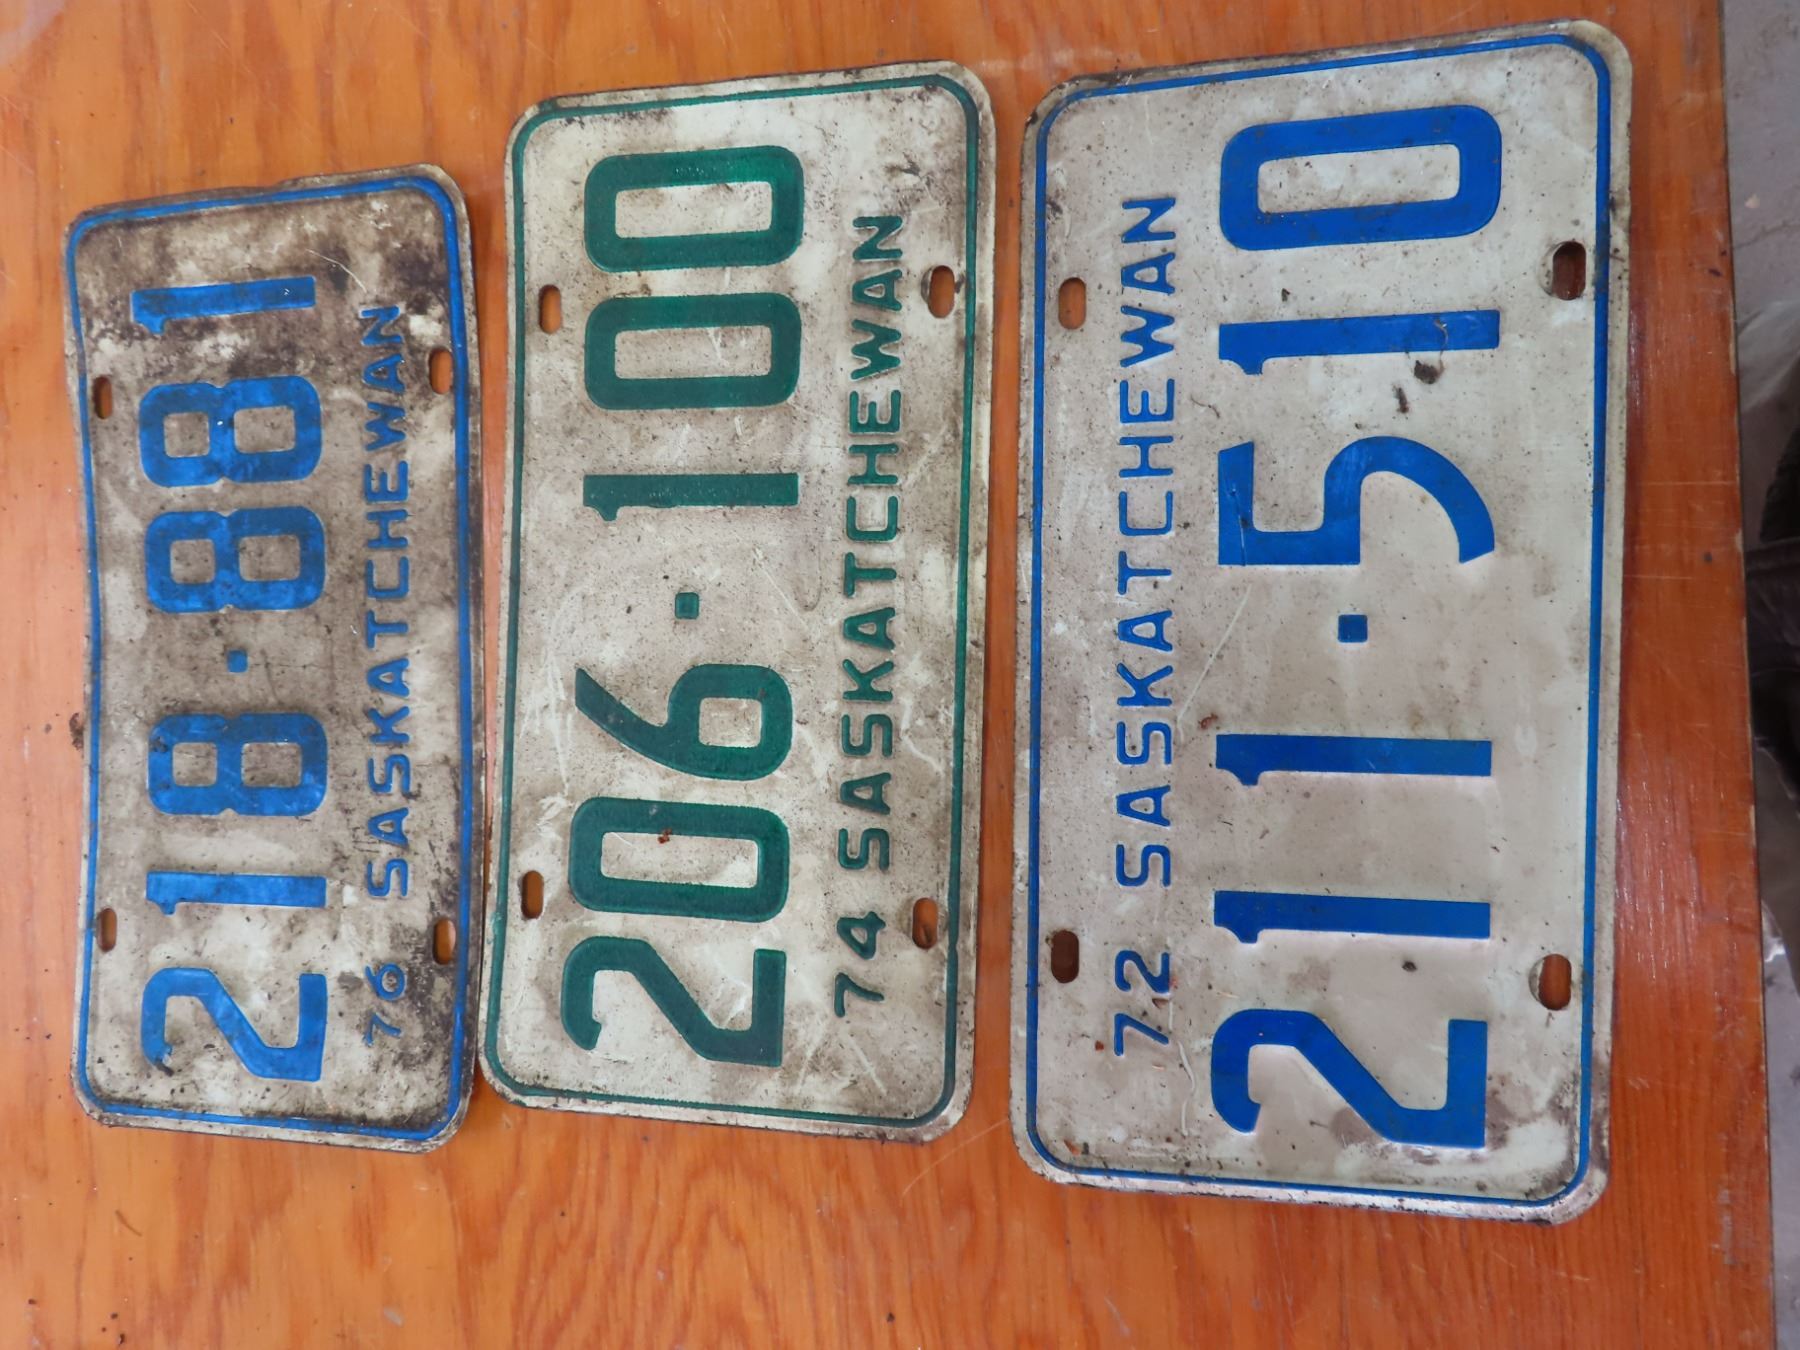 218·881
76 SASKATCHEWAN
206·100
74 SASKATCHEWAN
72 SASKATCHEWAN
211·510